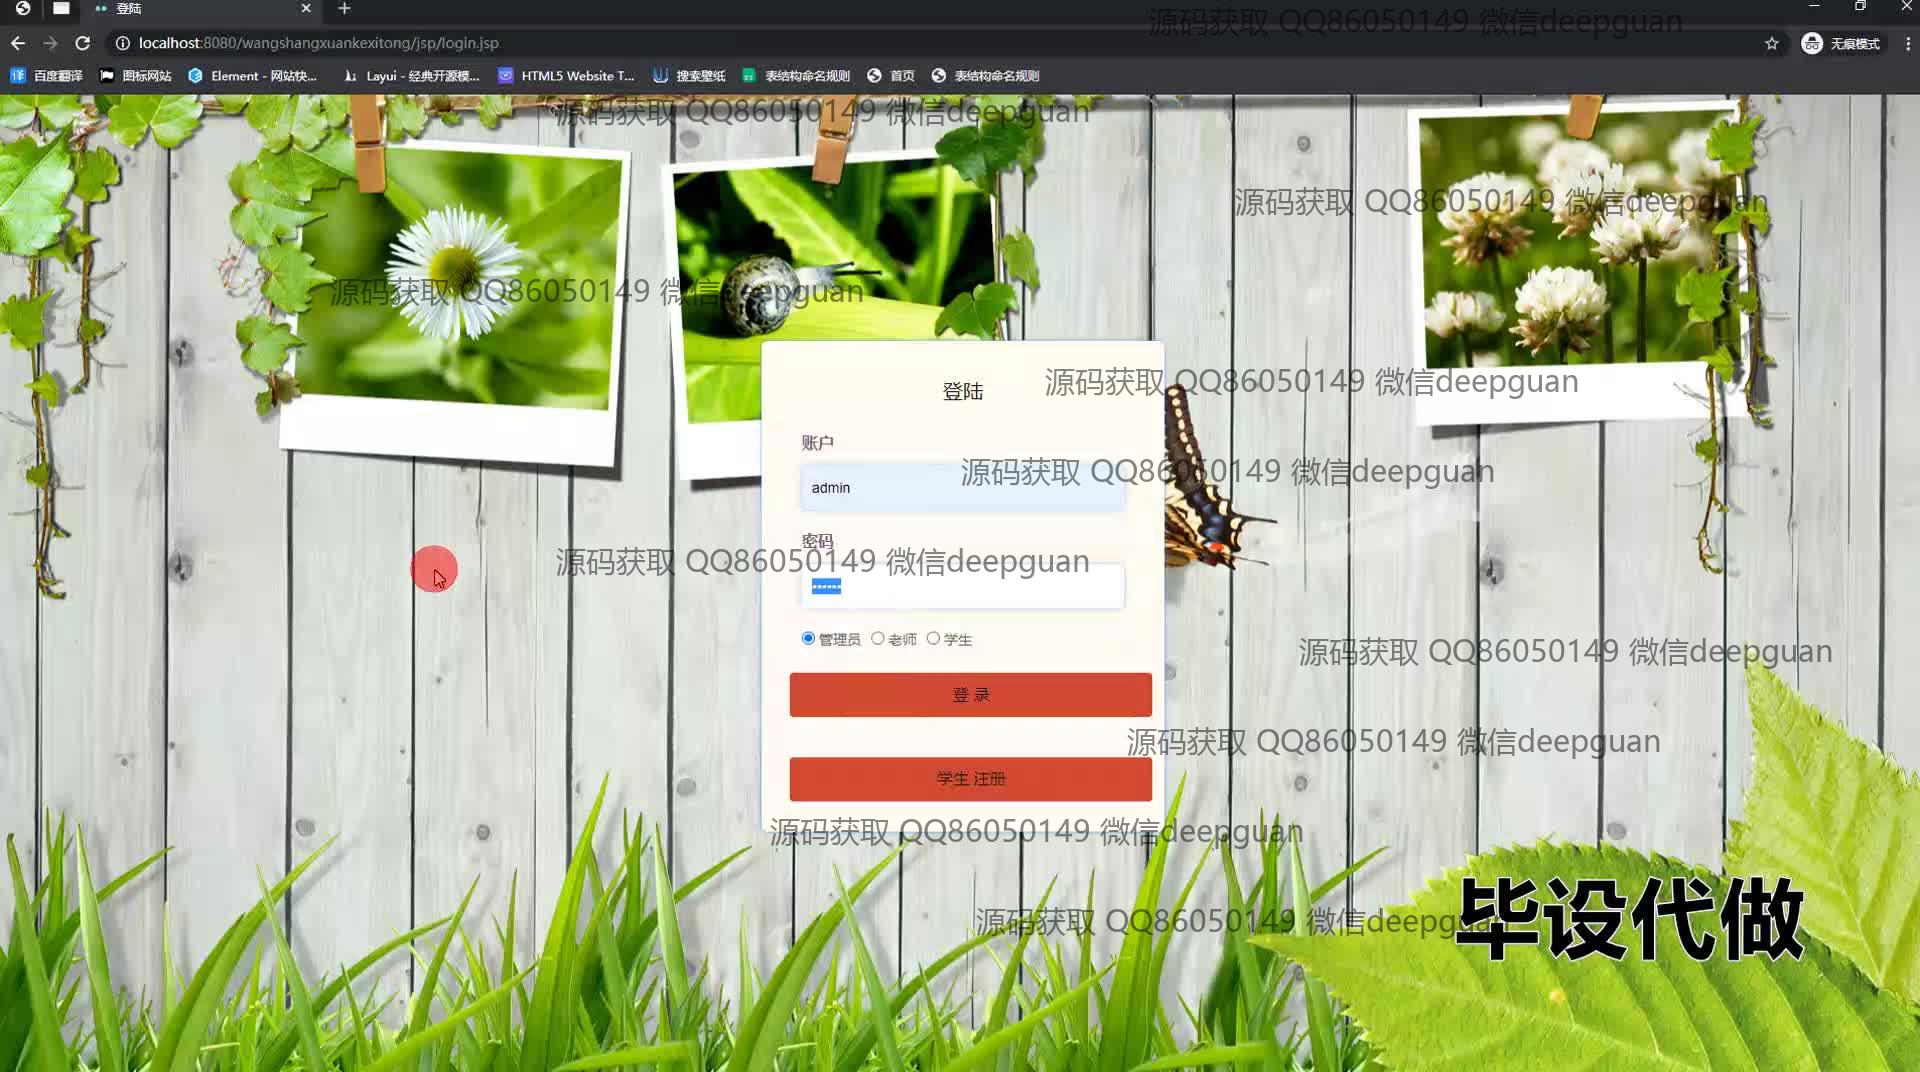 登陆
localhost:8080/wangshangxuankexitong/jsp/login.jsp
无痕模式
百度翻译 图标网站 Element - 网站快... Layui - 经典开源模... HTML5 Website T... 搜索壁纸 表结构命名规则 首页 表结构命名规则
源码获取 QQ86050149 微信deepguan
源码获取 QQ86050149 微信deepguan
源码获取 QQ86050149 微信deepguan
源码获取 QQ86050149 微信deepguan
登陆
源码获取 QQ86050149 微信deepguan
账户
源码获取 QQ86050149 微信deepguan
admin
密码
源码获取 QQ86050149 微信deepguan
管理员 老师 学生
源码获取 QQ86050149 微信deepguan
登 录
源码获取 QQ86050149 微信deepguan
学生 注册
源码获取 QQ86050149 微信deepguan
源码获取 QQ86050149 微信deepguan
毕设代做